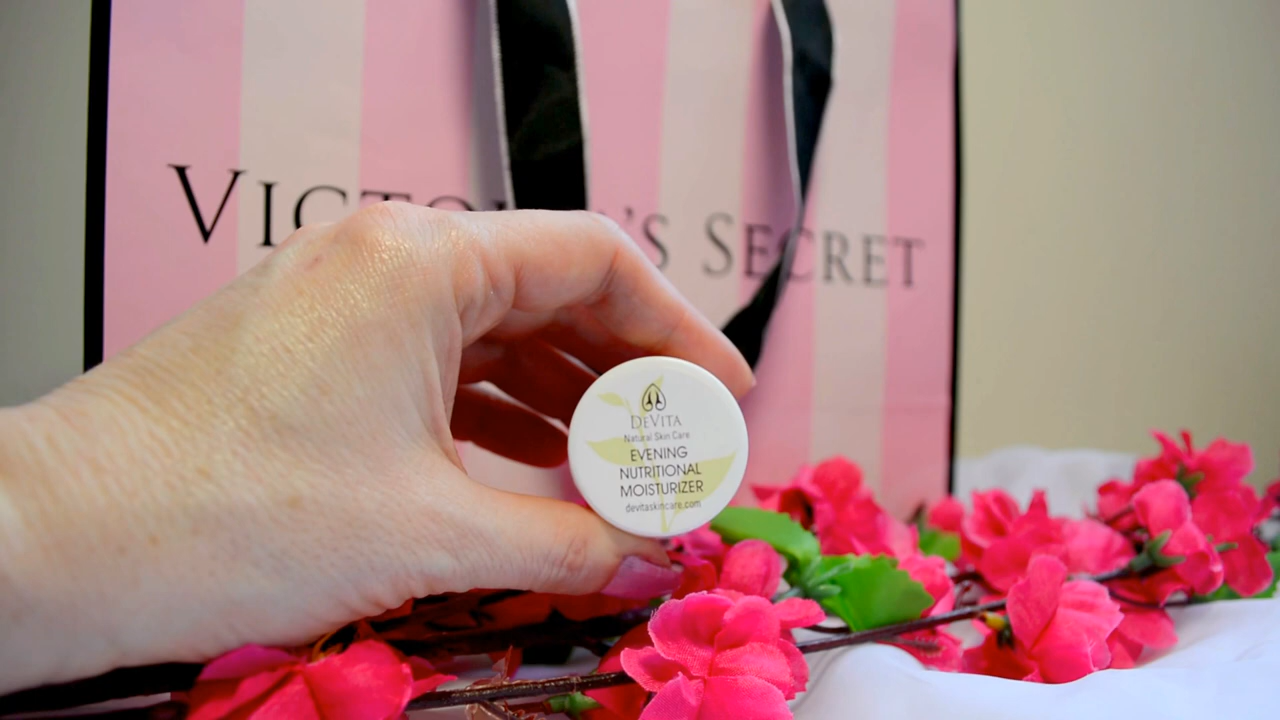 VICTO 'S SECRET
DEVITA
Natural Skin Care
EVENING
NUTRITIONAL
MOISTURIZER
devitaskincare.com